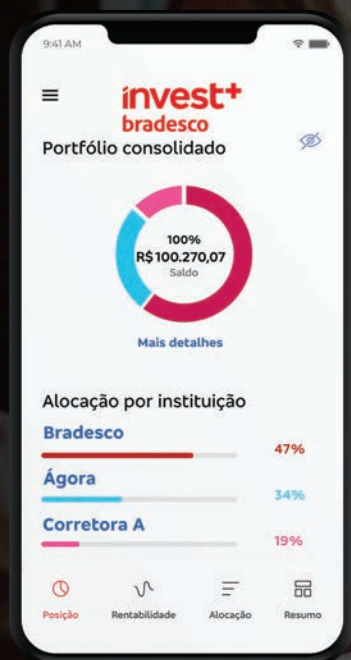 9:41 AM
invest+
bradesco
Portfólio consolidado
100%
R$ 100.270,07
Saldo
Mais detalhes
Alocação por instituição
Bradesco
47%
Ágora
34%
Corretora A
19%
Posição
Rentabilidade
Alocação
Resumo